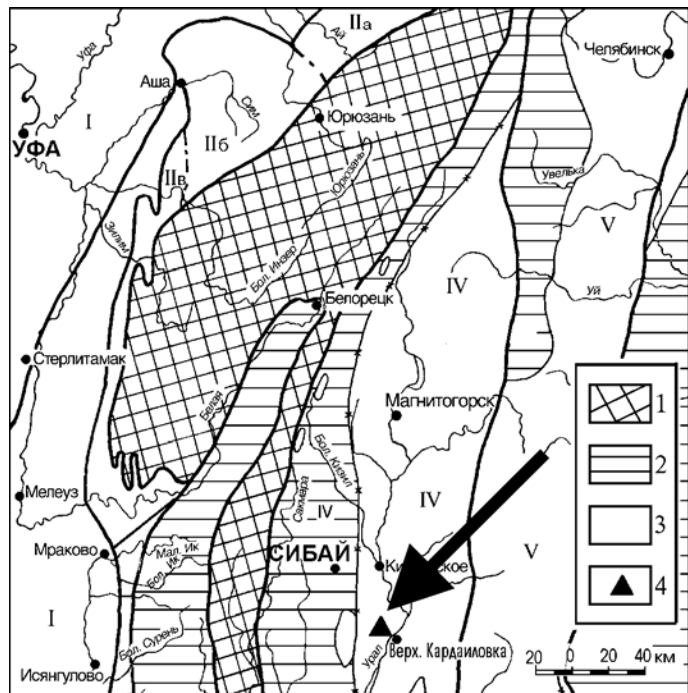 IIа
Ай
Уфа
Челябинск
Аша
I
IIб
Сим
Юрюзань
УФА
IIв
Юрюзань
Увелька
V
Зилим
Бол. Инзер
IV
Уй
Белорецк
Стерлитамак
Белая
Магнитогорск
1
Бол. Кизил
2
Мелеуз
Сакмара
IV
IV
3
Мраково
Мал. Ик
Бол. Ик
СИБАЙ
V
4
I
Бол. Сурень
Урал
Верх. Кардаиловка
Исянгулово
20 0 20 40 км